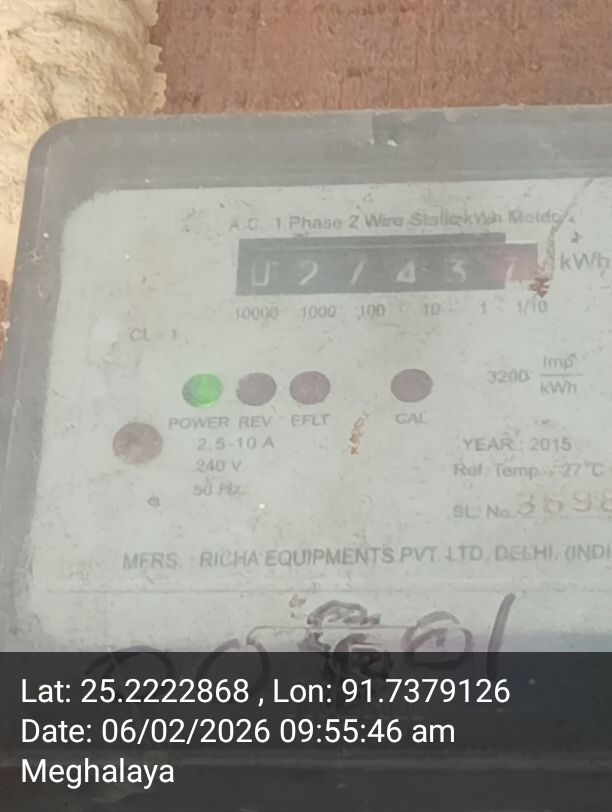 A.C. 1 Phase 2 Wire Static kWh Meter
0 2 7 4 3 7 kWh
10000 1000 100 10 1 1/10
CL - 1
3200 Imp/kWh
POWER REV EFLT CAL
2.5-10 A
240 V
50 Hz.
YEAR : 2015
Ref. Temp. - 27°C
SL. No.
MFRS. : RICHA EQUIPMENTS PVT. LTD. DELHI.
Lat: 25.2222868 , Lon: 91.7379126
Date: 06/02/2026 09:55:46 am
Meghalaya